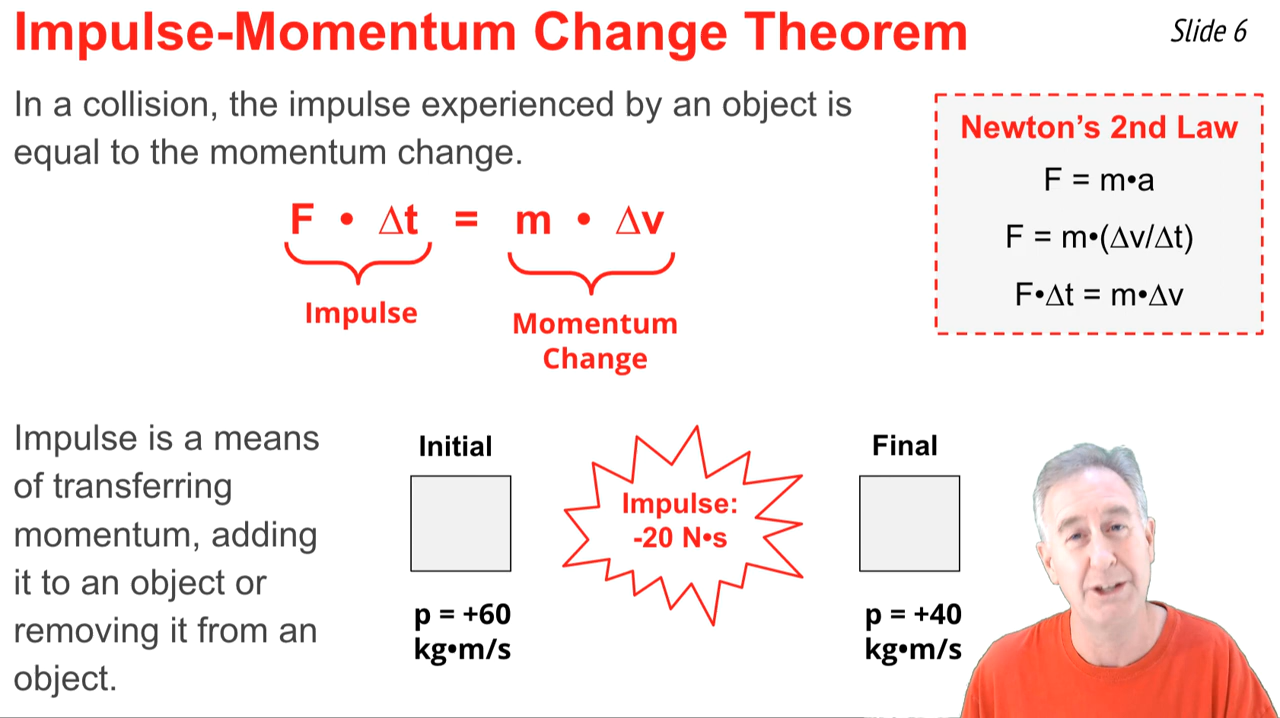 Impulse-Momentum Change Theorem
Slide 6
In a collision, the impulse experienced by an object is
equal to the momentum change.
F • Δt = m • Δv
Impulse
Momentum
Change
Newton’s 2nd Law
F = m•a
F = m•(Δv/Δt)
F•Δt = m•Δv
Impulse is a means
of transferring
momentum, adding
it to an object or
removing it from an
object.
Initial
p = +60
kg•m/s
Impulse:
-20 N•s
Final
p = +40
kg•m/s